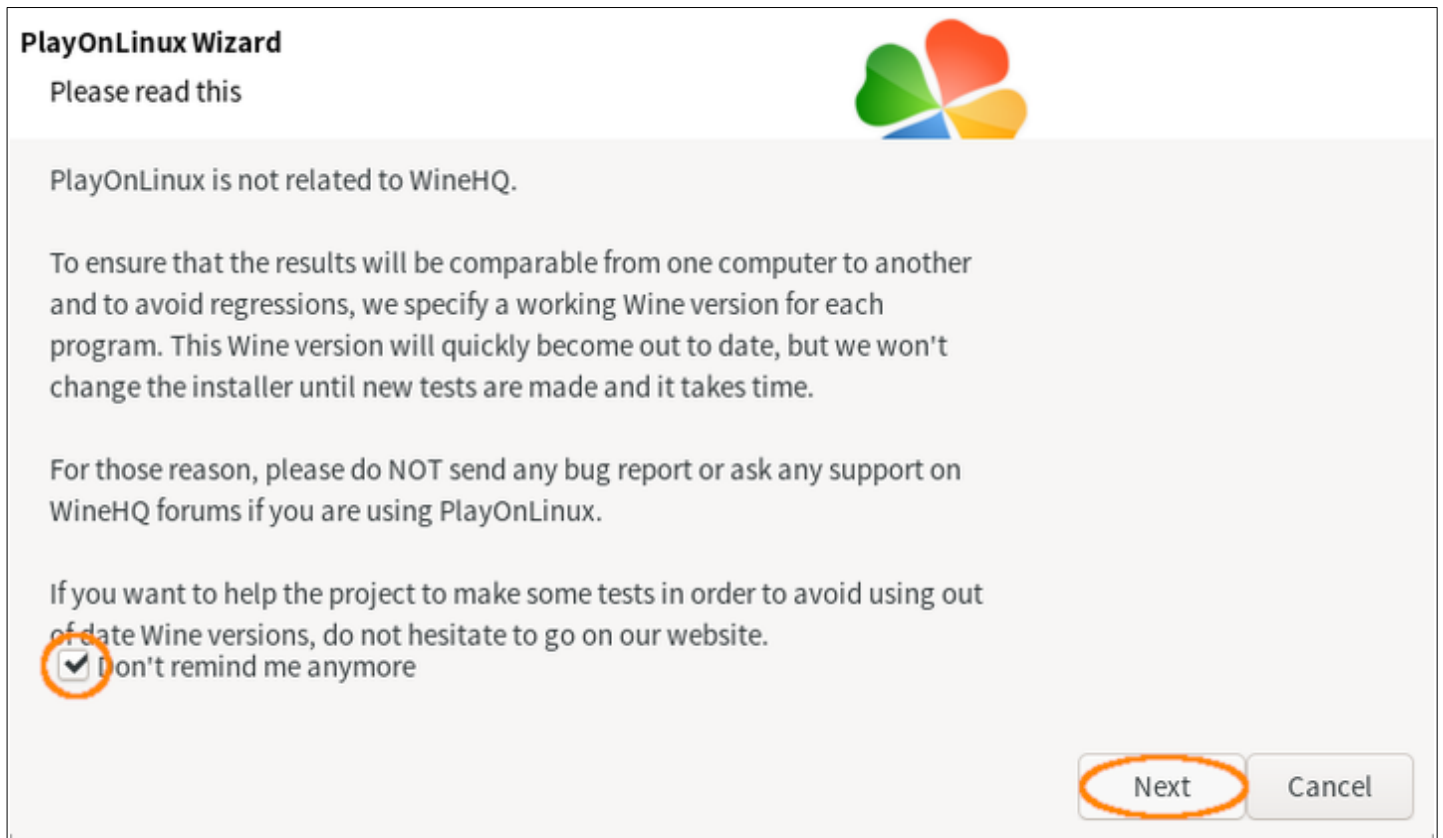 PlayOnLinux Wizard
Please read this
PlayOnLinux is not related to WineHQ.
To ensure that the results will be comparable from one computer to another
and to avoid regressions, we specify a working Wine version for each
program. This Wine version will quickly become out to date, but we won't
change the installer until new tests are made and it takes time.
For those reason, please do NOT send any bug report or ask any support on
WineHQ forums if you are using PlayOnLinux.
If you want to help the project to make some tests in order to avoid using out
of date Wine versions, do not hesitate to go on our website.
Don't remind me anymore
Next
Cancel